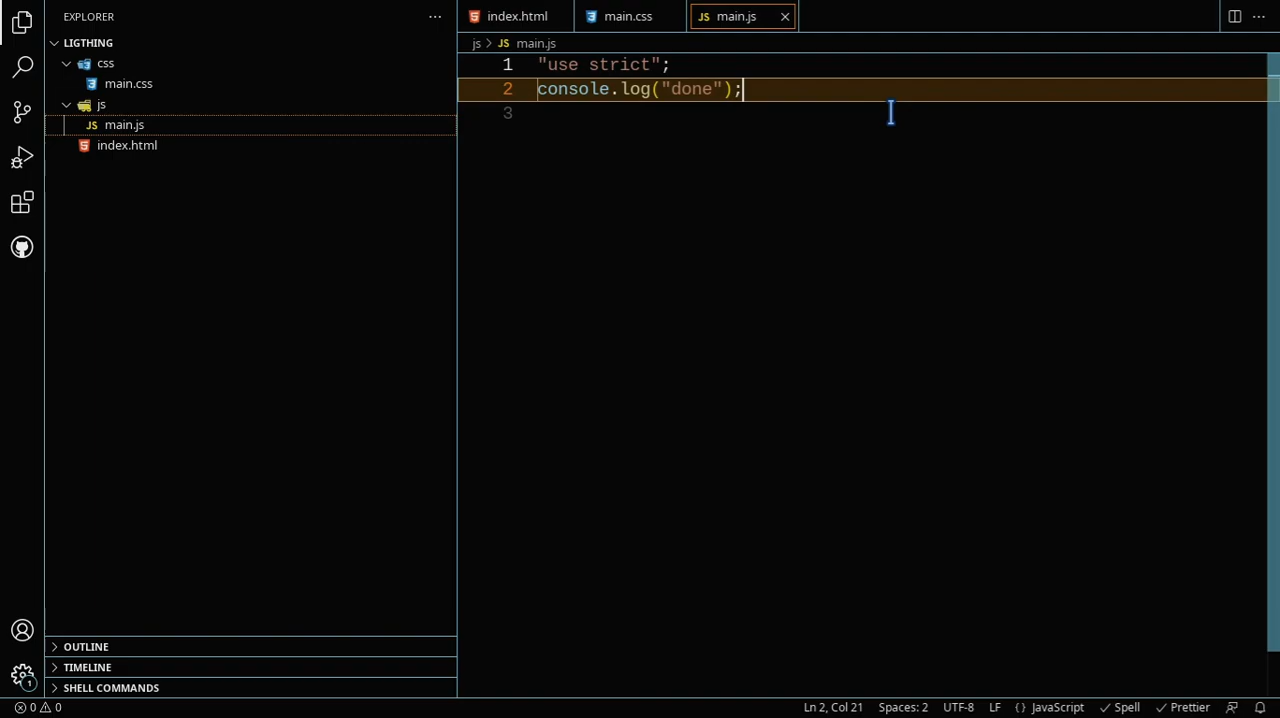 EXPLORER
LIGTHING
css
main.css
js
JS main.js
index.html
OUTLINE
TIMELINE
SHELL COMMANDS
index.html
main.css
JS main.js
js > JS main.js
1 "use strict";
2 console.log("done");
3
1
0 0
Ln 2, Col 21
Spaces: 2
UTF-8
LF
{} JavaScript
Spell
Prettier